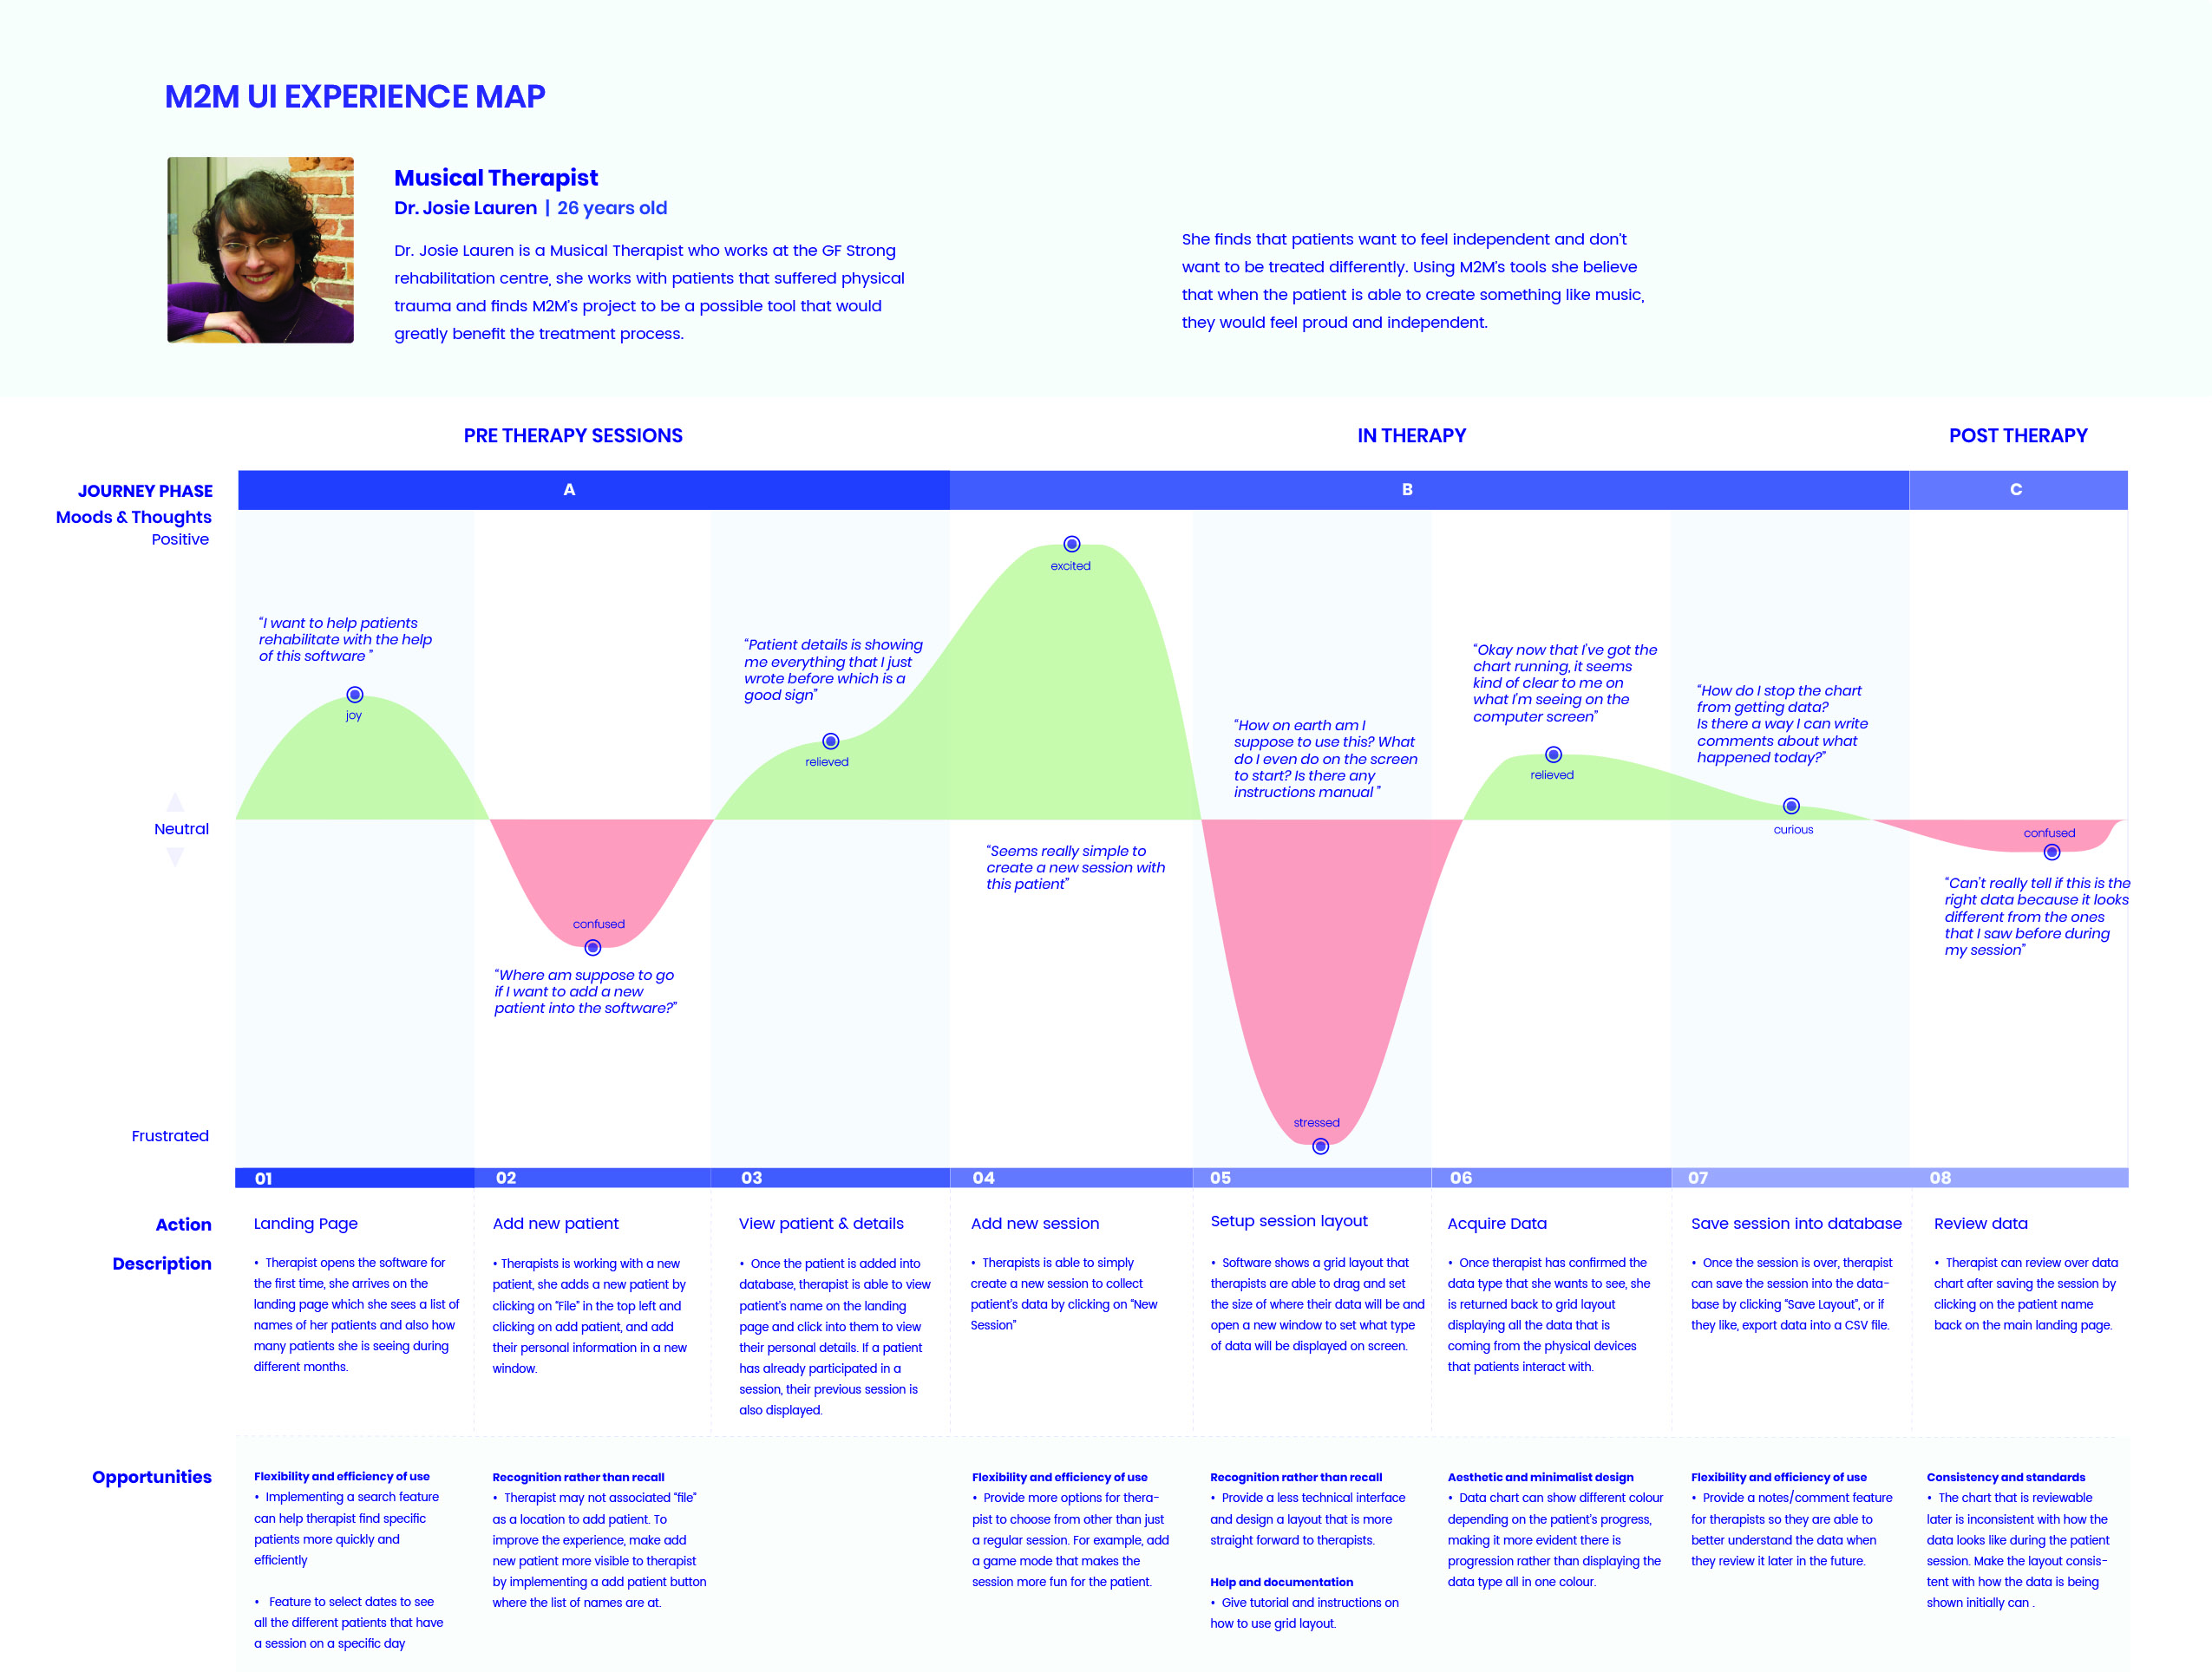 M2M UI EXPERIENCE MAP
Musical Therapist
Dr. Josie Lauren | 26 years old
Dr. Josie Lauren is a Musical Therapist who works at the GF Strong
rehabilitation centre, she works with patients that suffered physical
trauma and finds M2M's project to be a possible tool that would
greatly benefit the treatment process.
She finds that patients want to feel independent and don't
want to be treated differently. Using M2M's tools she believe
that when the patient is able to create something like music,
they would feel proud and independent.
PRE THERAPY SESSIONS
IN THERAPY
POST THERAPY
JOURNEY PHASE
A
B
C
Moods & Thoughts
Positive
excited
"I want to help patients
rehabilitate with the help
of this software "
joy
"Patient details is showing
me everything that I just
wrote before which is a
good sign"
relieved
"How on earth am I
suppose to use this? What
do I even do on the screen
to start? Is there any
instructions manual "
"Okay now that I've got the
chart running, it seems
kind of clear to me on
what I'm seeing on the
computer screen"
relieved
"How do I stop the chart
from getting data?
Is there a way I can write
comments about what
happened today?"
curious
Neutral
confused
"Seems really simple to
create a new session with
this patient"
"Can't really tell if this is the
right data because it looks
different from the ones
that I saw before during
my session"
confused
"Where am suppose to go
if I want to add a new
patient into the software?"
stressed
Frustrated
01
02
03
04
05
06
07
08
Action
Landing Page
Add new patient
View patient & details
Add new session
Setup session layout
Acquire Data
Save session into database
Review data
Description
• Therapist opens the software for
the first time, she arrives on the
landing page which she sees a list of
names of her patients and also how
many patients she is seeing during
different months.
• Therapists is working with a new
patient, she adds a new patient by
clicking on "File" in the top left and
clicking on add patient, and add
their personal information in a new
window.
• Once the patient is added into
database, therapist is able to view
patient's name on the landing
page and click into them to view
their personal details. If a patient
has already participated in a
session, their previous session is
also displayed.
• Therapists is able to simply
create a new session to collect
patient's data by clicking on "New
Session"
• Software shows a grid layout that
therapists are able to drag and set
the size of where their data will be and
open a new window to set what type
of data will be displayed on screen.
• Once therapist has confirmed the
data type that she wants to see, she
is returned back to grid layout
displaying all the data that is
coming from the physical devices
that patients interact with.
• Once the session is over, therapist
can save the session into the data-
base by clicking "Save Layout", or if
they like, export data into a CSV file.
• Therapist can review over data
chart after saving the session by
clicking on the patient name
back on the main landing page.
Opportunities
Flexibility and efficiency of use
• Implementing a search feature
can help therapist find specific
patients more quickly and
efficiently
• Feature to select dates to see
all the different patients that have
a session on a specific day
Recognition rather than recall
• Therapist may not associated "file"
as a location to add patient. To
improve the experience, make add
new patient more visible to therapist
by implementing a add patient button
where the list of names are at.
Flexibility and efficiency of use
• Provide more options for thera-
pist to choose from other than just
a regular session. For example, add
a game mode that makes the
session more fun for the patient.
Recognition rather than recall
• Provide a less technical interface
and design a layout that is more
straight forward to therapists.
Help and documentation
• Give tutorial and instructions on
how to use grid layout.
Aesthetic and minimalist design
• Data chart can show different colour
depending on the patient's progress,
making it more evident there is
progression rather than displaying the
data type all in one colour.
Flexibility and efficiency of use
• Provide a notes/comment feature
for therapists so they are able to
better understand the data when
they review it later in the future.
Consistency and standards
• The chart that is reviewable
later is inconsistent with how the
data looks like during the patient
session. Make the layout consis-
tent with how the data is being
shown initially can .